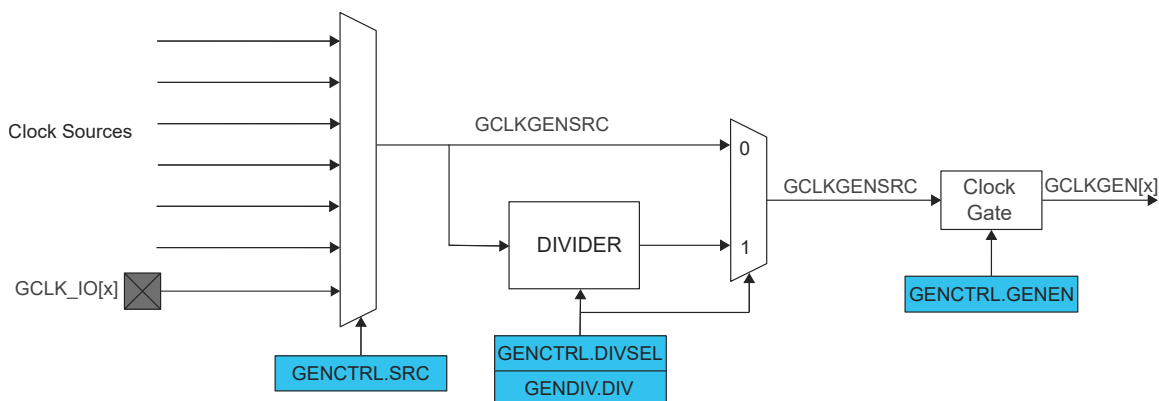 GCLKGENSRC
0
Clock Sources
GCLKGENSRC
Clock
Gate
GCLKGEN[x]
DIVIDER
1
GCLK_IO[x]
GENCTRL.GENEN
GENCTRL.SRC
GENCTRL.DIVSEL
GENDIV.DIV